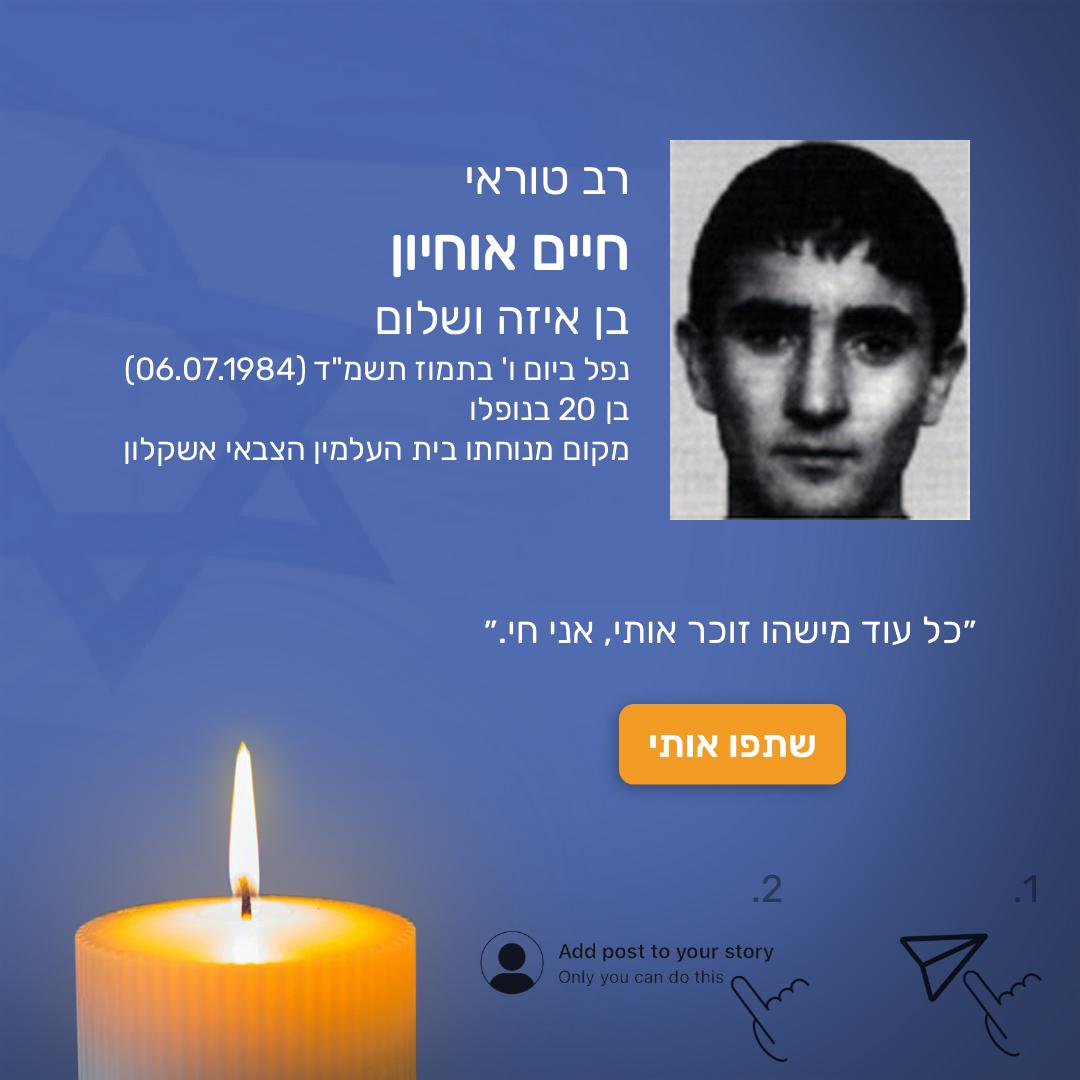 רב טוראי
חיים אוחיון
בן איזה ושלום
נפל ביום ו' בתמוז תשמ"ד (06.07.1984)
בן 20 בנופלו
מקום מנוחתו בית העלמין הצבאי אשקלון
״כל עוד מישהו זוכר אותי, אני חי.״
שתפו אותי
.1
.2
Add post to your story
Only you can do this